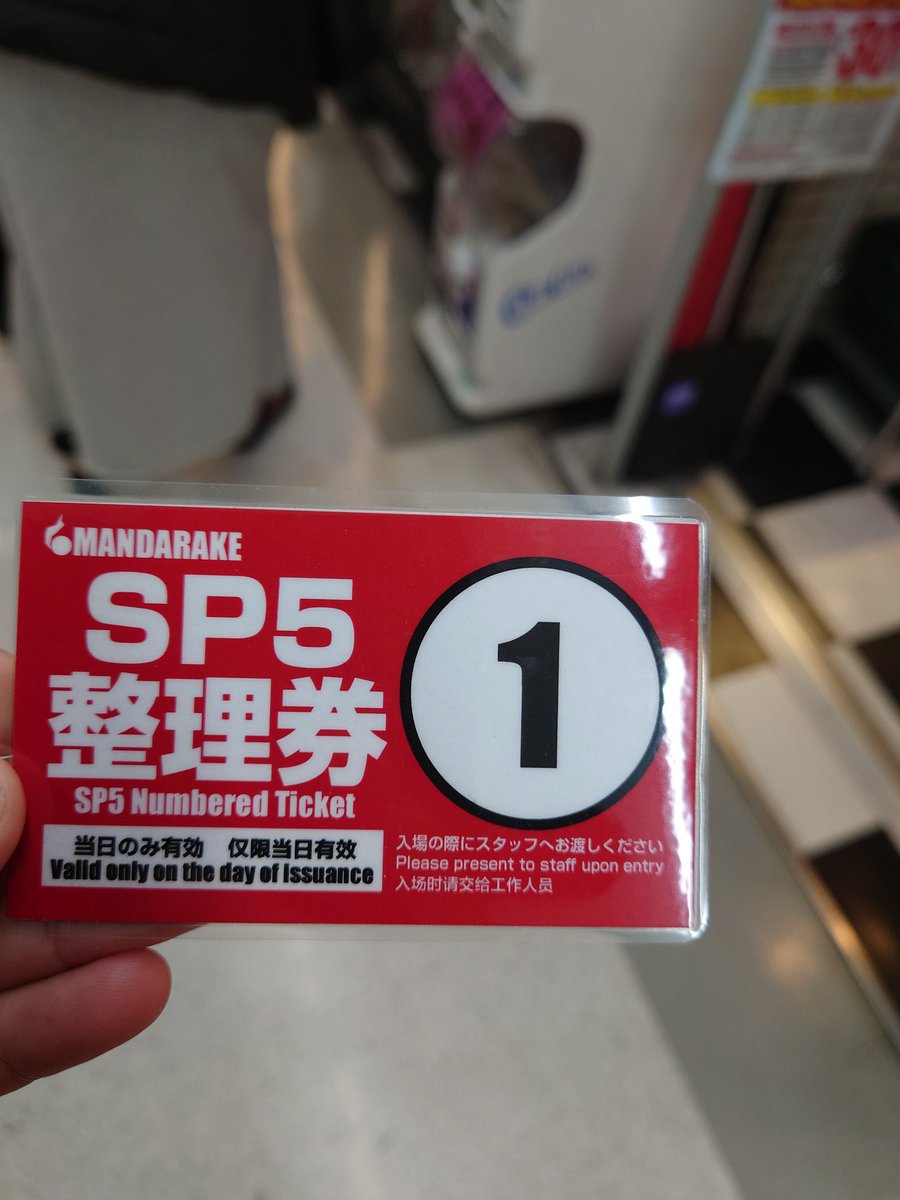 MANDARAKE
SP5
整理券
SP5 Numbered Ticket
当日のみ有効 仅限当日有效
Valid only on the day of issuance
1
入場の際にスタッフへお渡しください
Please present to staff upon entry
入场时请交给工作人员